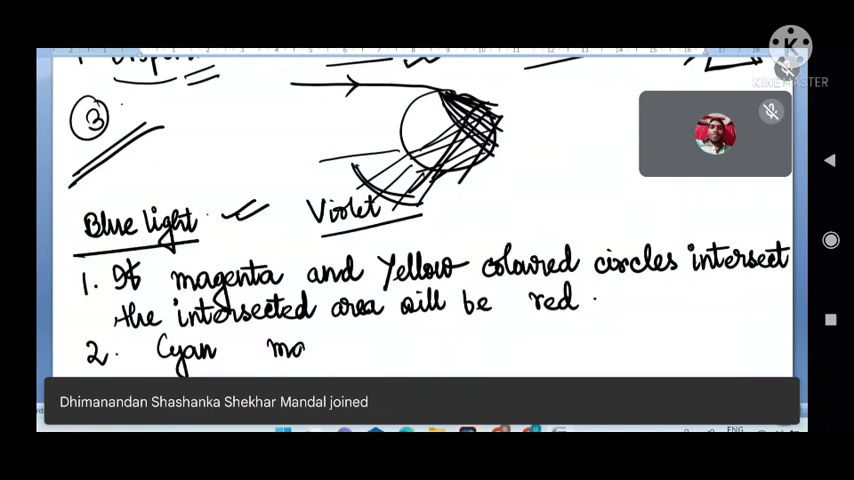 K
KINEMASTER
3
Blue light Violet
1. If magenta and Yellow coloured circles intersect
the intersected area will be red.
2. Cyan ma
Dhimanandan Shashanka Shekhar Mandal joined
ENG